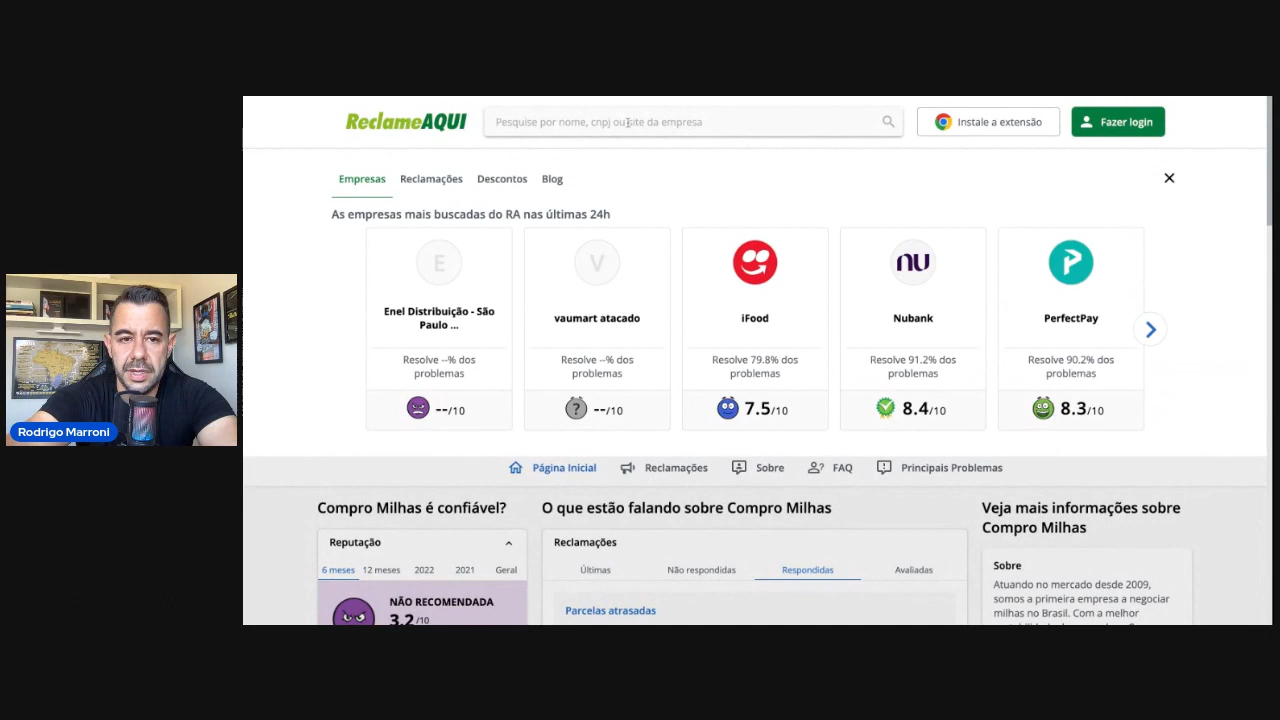 ReclameAQUI
Pesquise por nome, cnpj ou site da empresa
Instale a extensão
Fazer login
Empresas Reclamações Descontos Blog
As empresas mais buscadas do RA nas últimas 24h
E
Enel Distribuição - São
Paulo ...
Resolve --% dos
problemas
--/10
V
vaumart atacado
Resolve --% dos
problemas
--/10
iFood
Resolve 79.8% dos
problemas
7.5/10
nu
Nubank
Resolve 91.2% dos
problemas
8.4/10
PerfectPay
Resolve 90.2% dos
problemas
8.3/10
Rodrigo Marroni
Página Inicial Reclamações Sobre FAQ Principais Problemas
Compro Milhas é confiável?
Reputação
6 meses 12 meses 2022 2021 Geral
NÃO RECOMENDADA
3.2 /10
O que estão falando sobre Compro Milhas
Reclamações
Últimas Não respondidas Respondidas Avaliadas
Parcelas atrasadas
Veja mais informações sobre
Compro Milhas
Sobre
Atuando no mercado desde 2009,
somos a primeira empresa a negociar
milhas no Brasil. Com a melhor